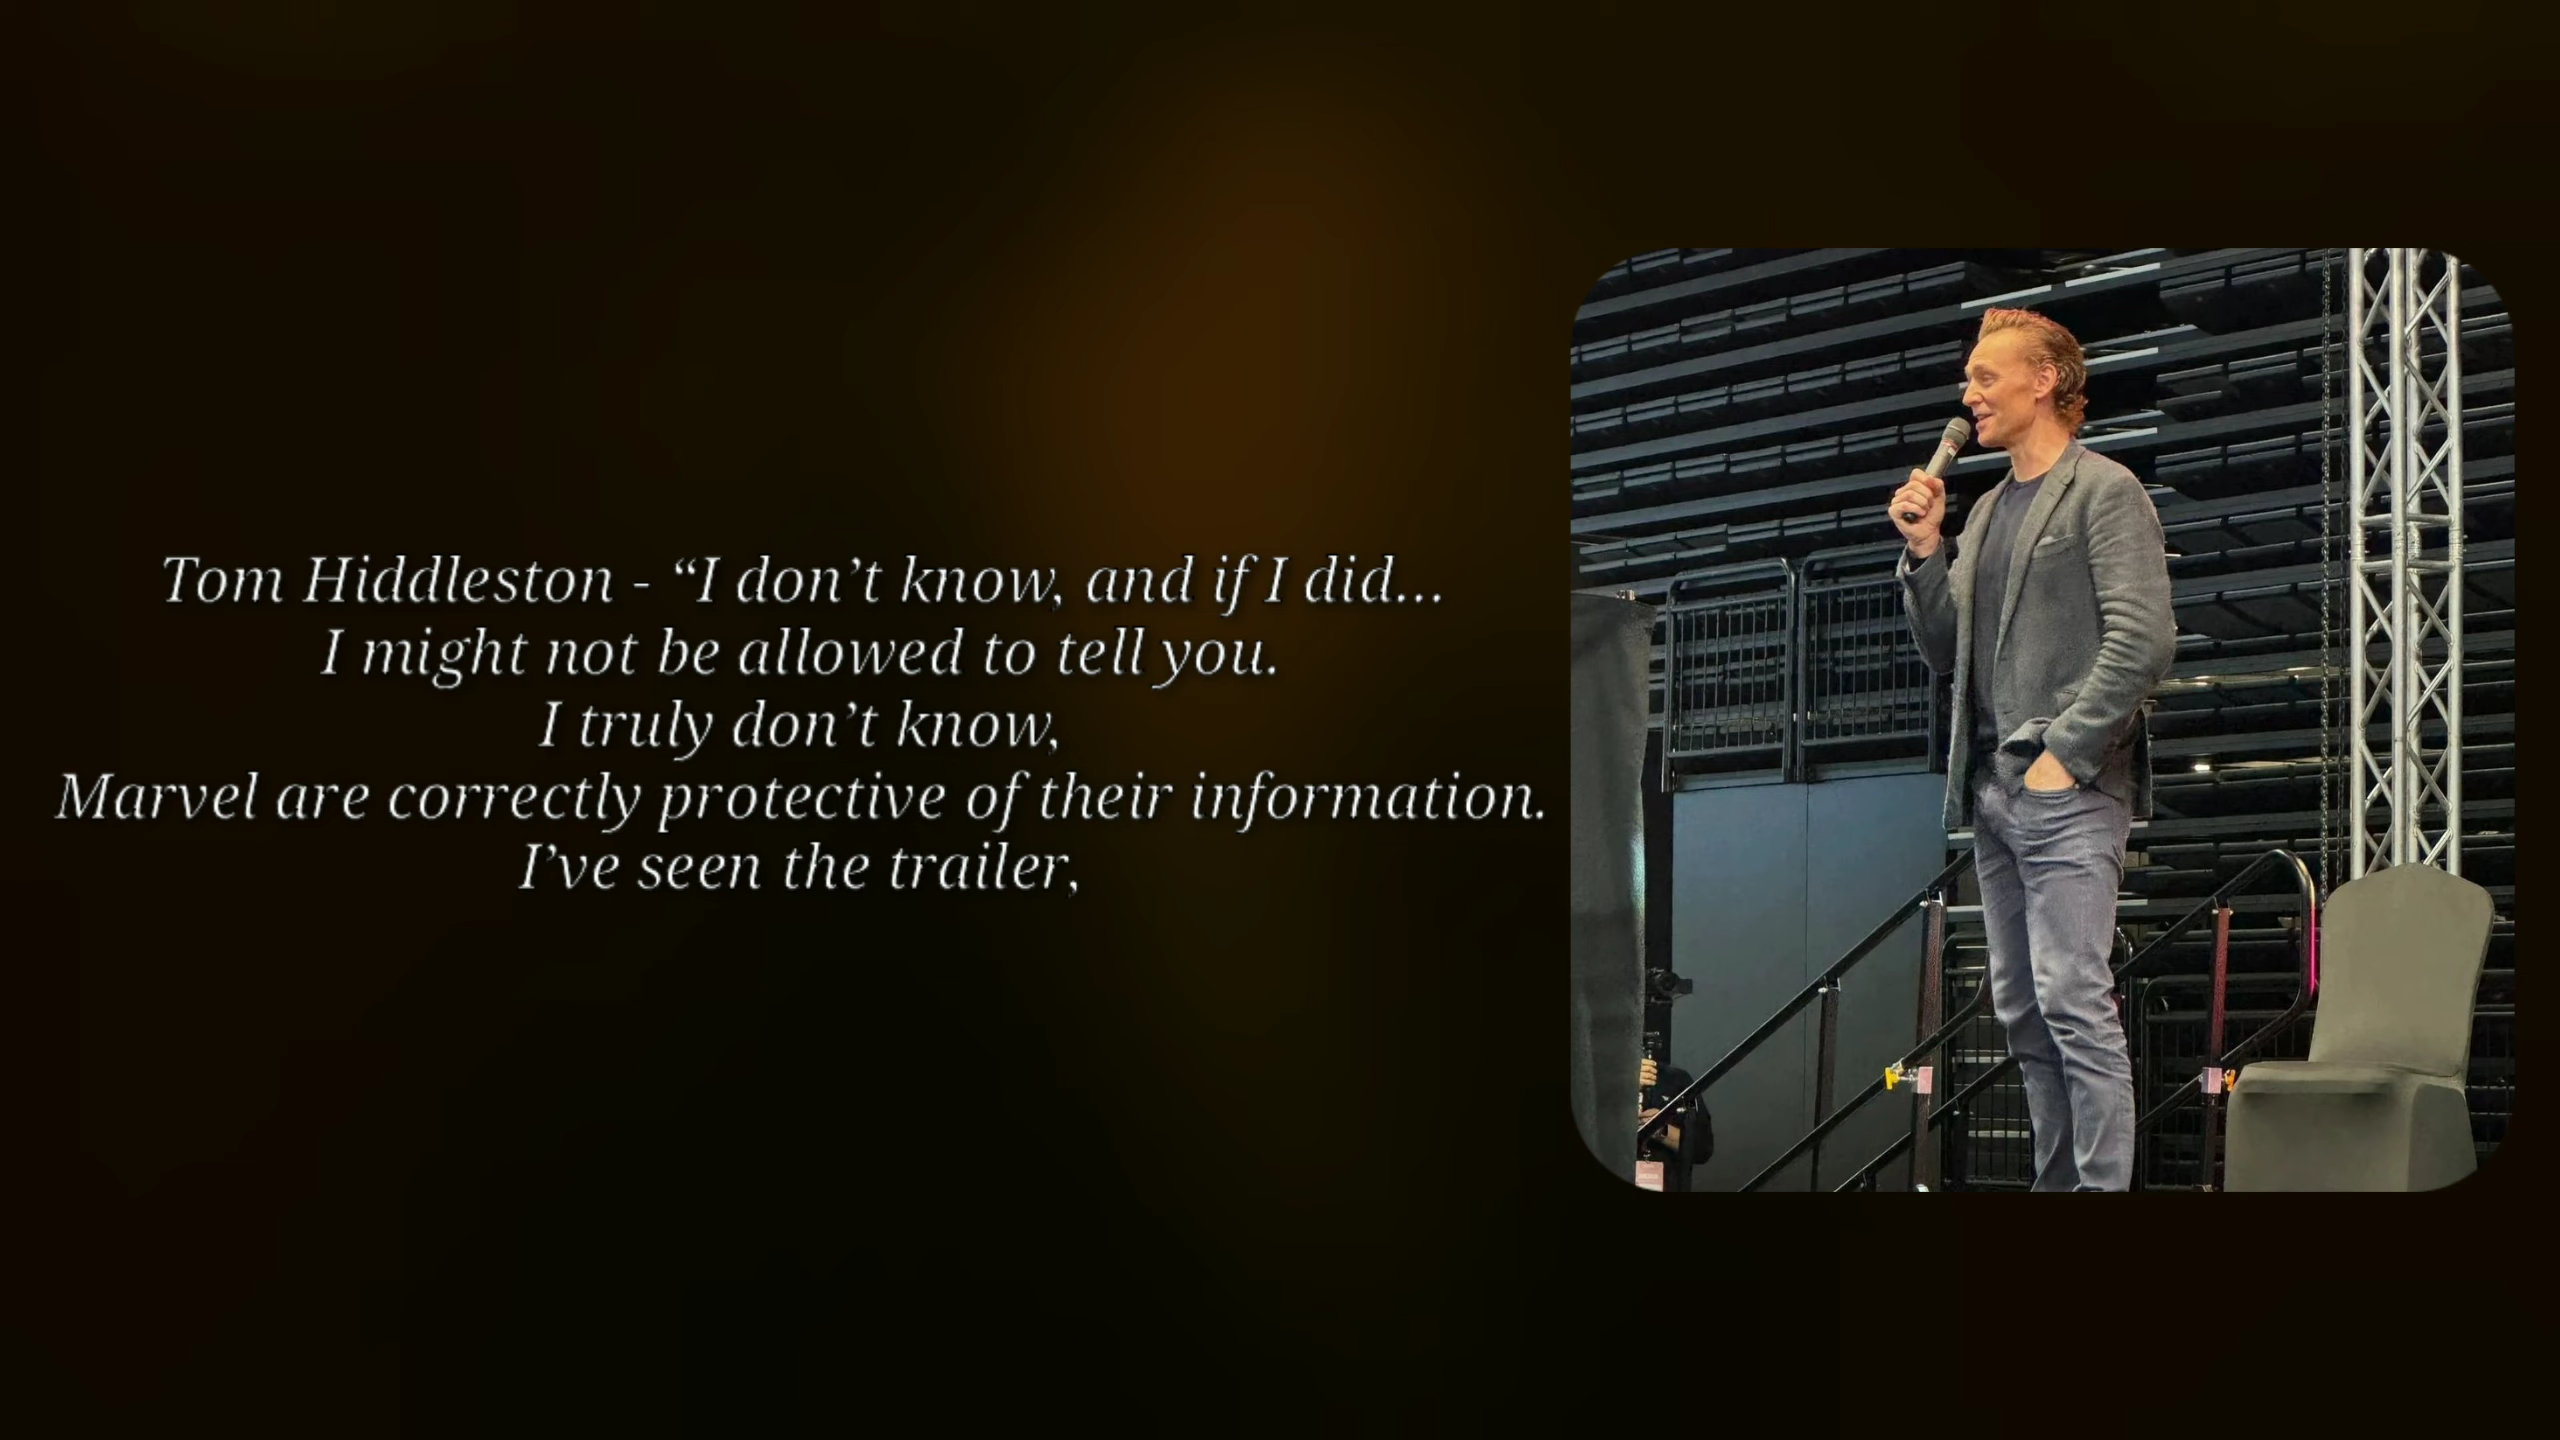 Tom Hiddleston - “I don’t know, and if I did...
I might not be allowed to tell you.
I truly don’t know,
Marvel are correctly protective of their information.
I’ve seen the trailer,